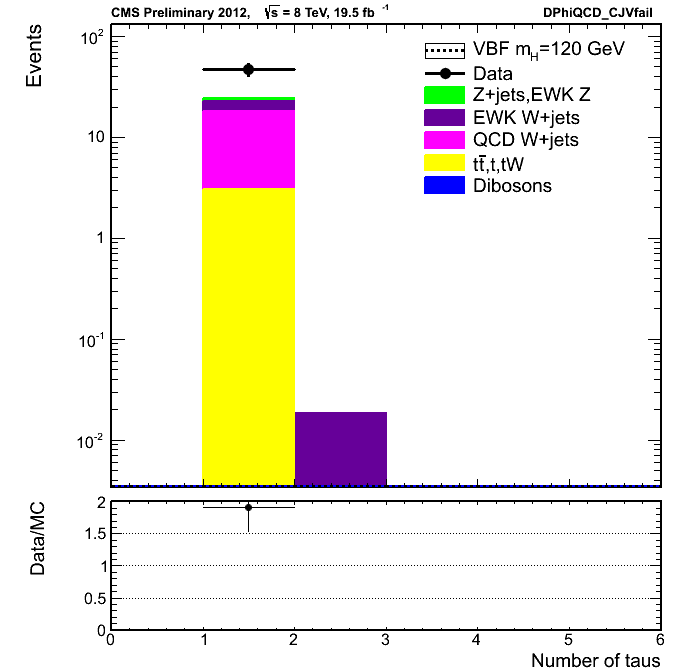 CMS Preliminary 2012, √s = 8 TeV, 19.5 fb⁻¹ DPhiQCD_CJVfail
Events
10²
10
1
10⁻¹
10⁻²
VBF m_H=120 GeV
Data
Z+jets,EWK Z
EWK W+jets
QCD W+jets
tt̅,t,tW
Dibosons
Data/MC
2
1.5
1
0.5
0
0 1 2 3 4 5 6
Number of taus